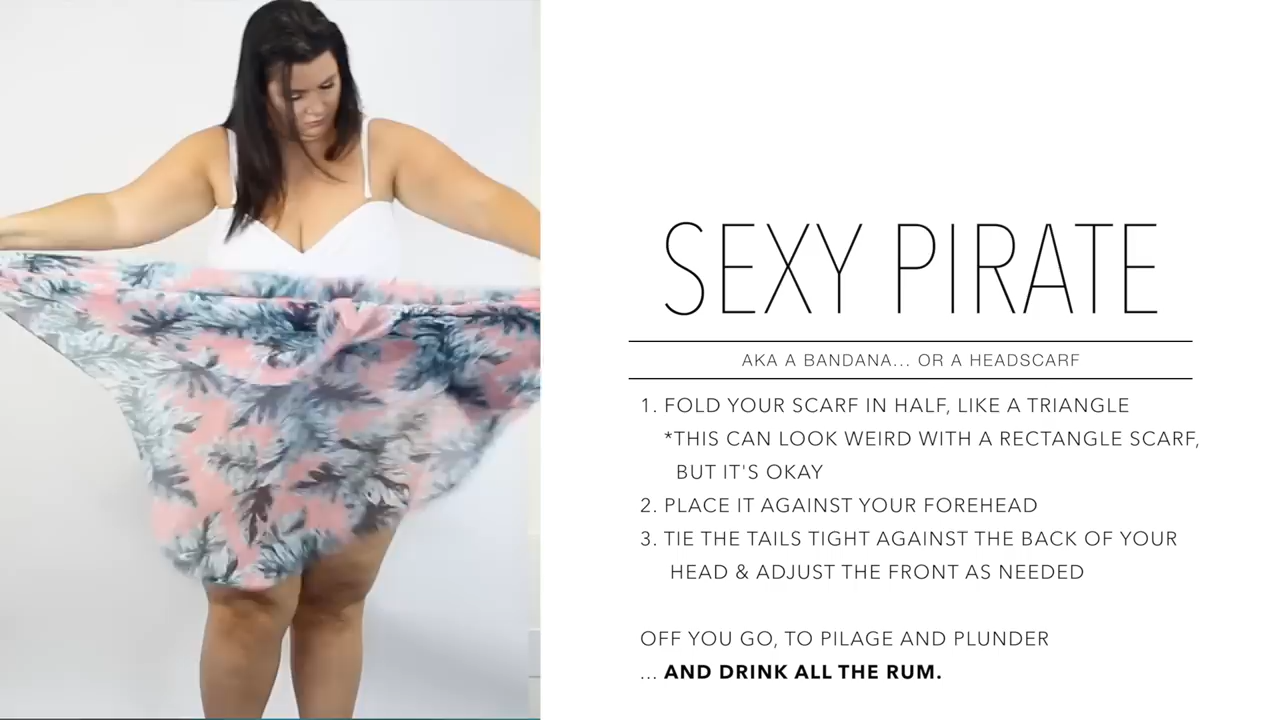 SEXY PIRATE
AKA A BANDANA... OR A HEADSCARF
1. FOLD YOUR SCARF IN HALF, LIKE A TRIANGLE
*THIS CAN LOOK WEIRD WITH A RECTANGLE SCARF,
BUT IT'S OKAY
2. PLACE IT AGAINST YOUR FOREHEAD
3. TIE THE TAILS TIGHT AGAINST THE BACK OF YOUR
HEAD & ADJUST THE FRONT AS NEEDED
OFF YOU GO, TO PILAGE AND PLUNDER
... AND DRINK ALL THE RUM.